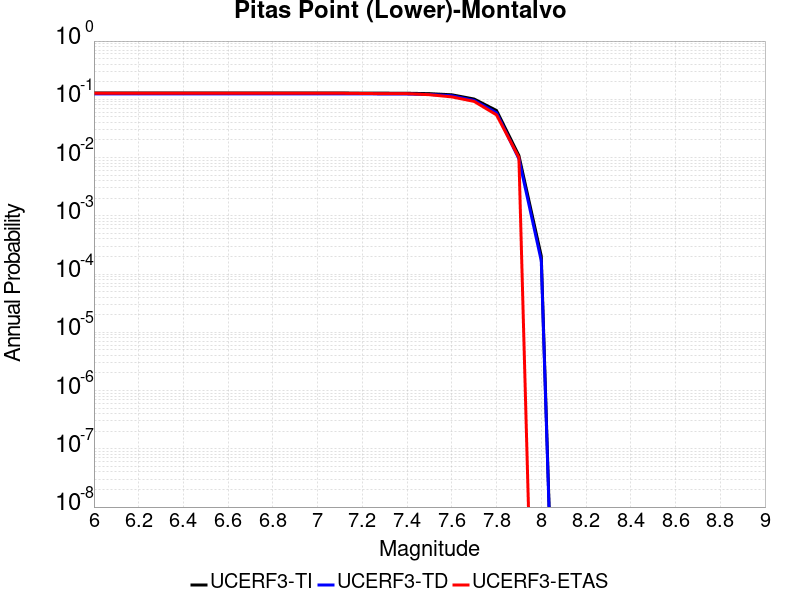 Pitas Point (Lower)-Montalvo
10^0
10^-1
10^-2
10^-3
10^-4
10^-5
10^-6
10^-7
10^-8
Annual Probability
6 6.2 6.4 6.6 6.8 7 7.2 7.4 7.6 7.8 8 8.2 8.4 8.6 8.8 9
Magnitude
UCERF3-TI UCERF3-TD UCERF3-ETAS